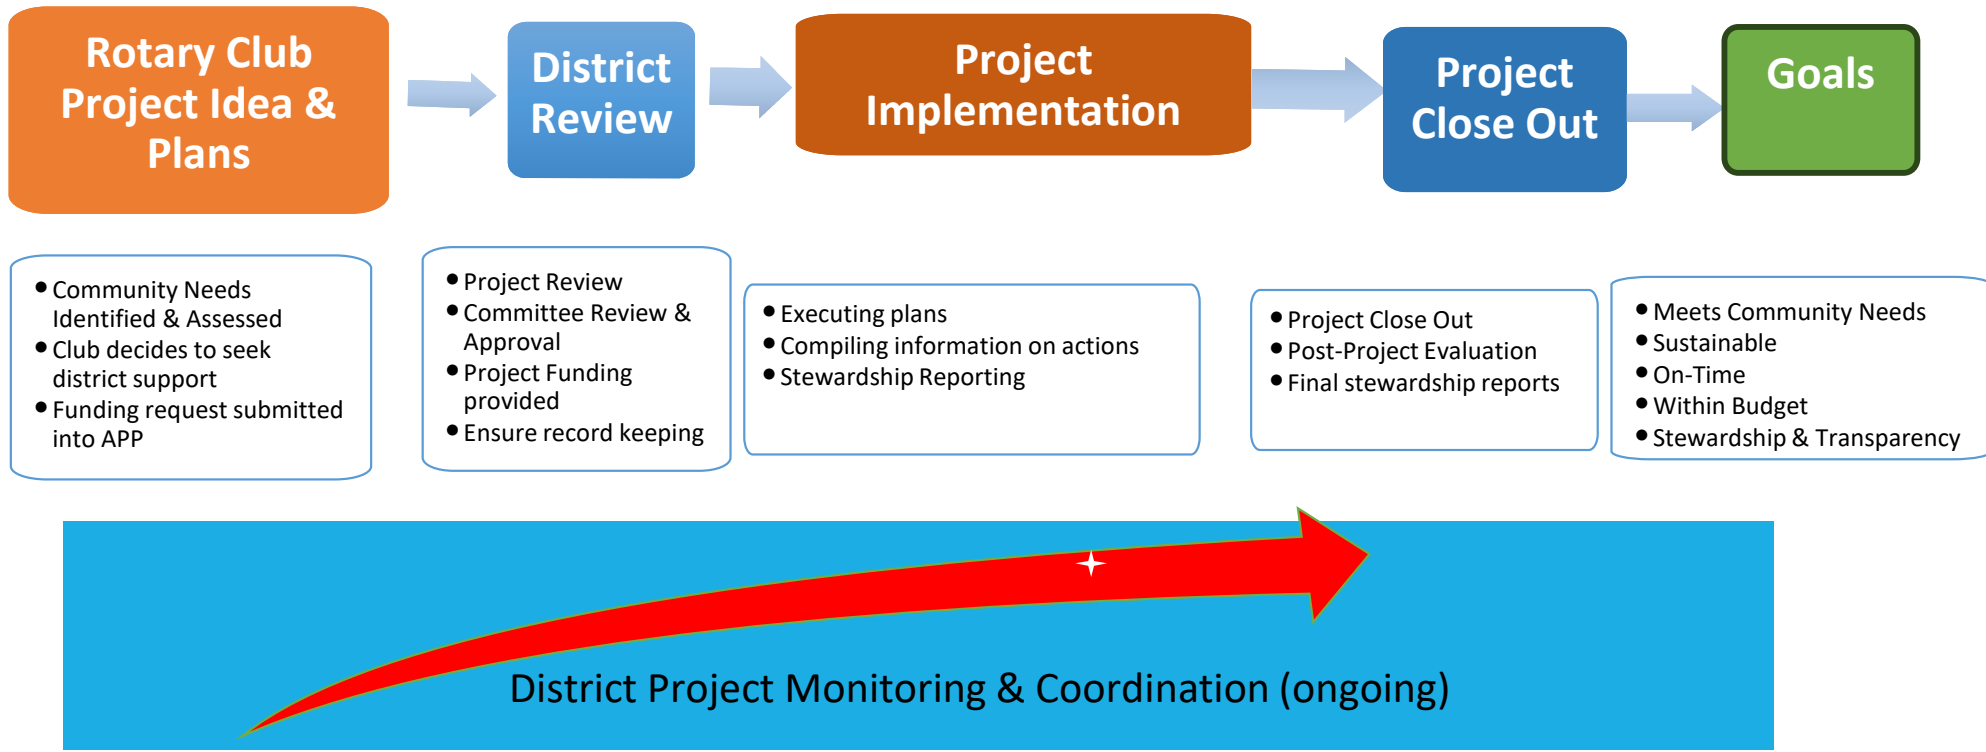 Rotary Club
Project Idea &
Plans
District
Review
Project
Implementation
Project
Close Out
Goals
• Community Needs
Identified & Assessed
• Club decides to seek
district support
• Funding request submitted
into APP
• Project Review
• Committee Review &
Approval
• Project Funding
provided
• Ensure record keeping
• Executing plans
• Compiling information on actions
• Stewardship Reporting
• Project Close Out
• Post-Project Evaluation
• Final stewardship reports
• Meets Community Needs
• Sustainable
• On-Time
• Within Budget
• Stewardship & Transparency
District Project Monitoring & Coordination (ongoing)